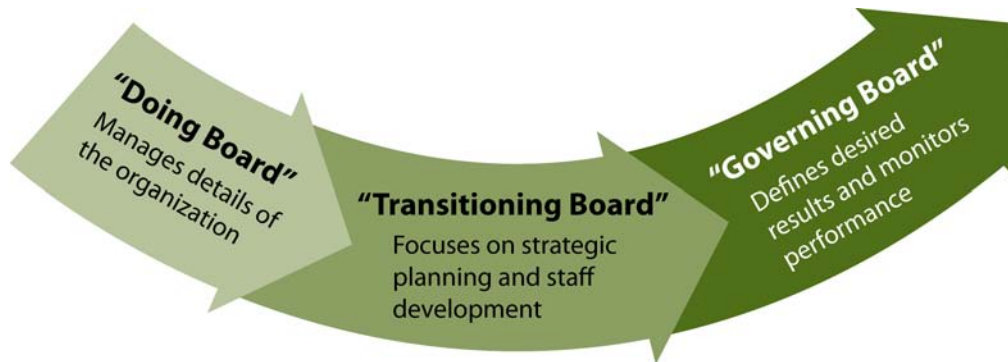 “Doing Board”
Manages details of
the organization
“Transitioning Board”
Focuses on strategic
planning and staff
development
“Governing Board”
Defines desired
results and monitors
performance